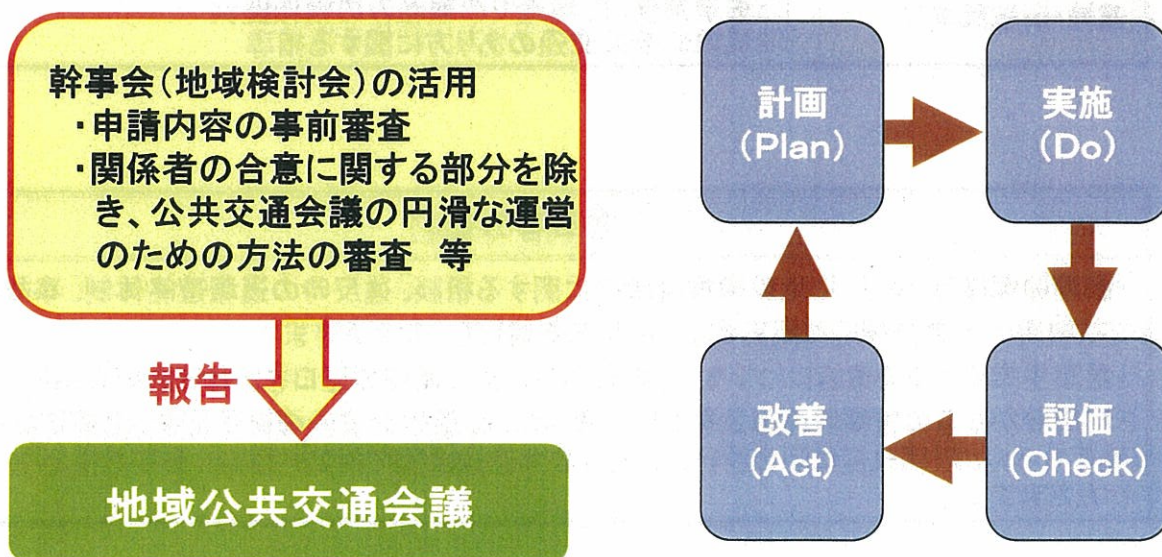 幹事会(地域検討会)の活用
・申請内容の事前審査
・関係者の合意に関する部分を除
き、公共交通会議の円滑な運営
のための方法の審査 等
報告
地域公共交通会議
計画
(Plan)
実施
(Do)
評価
(Check)
改善
(Act)